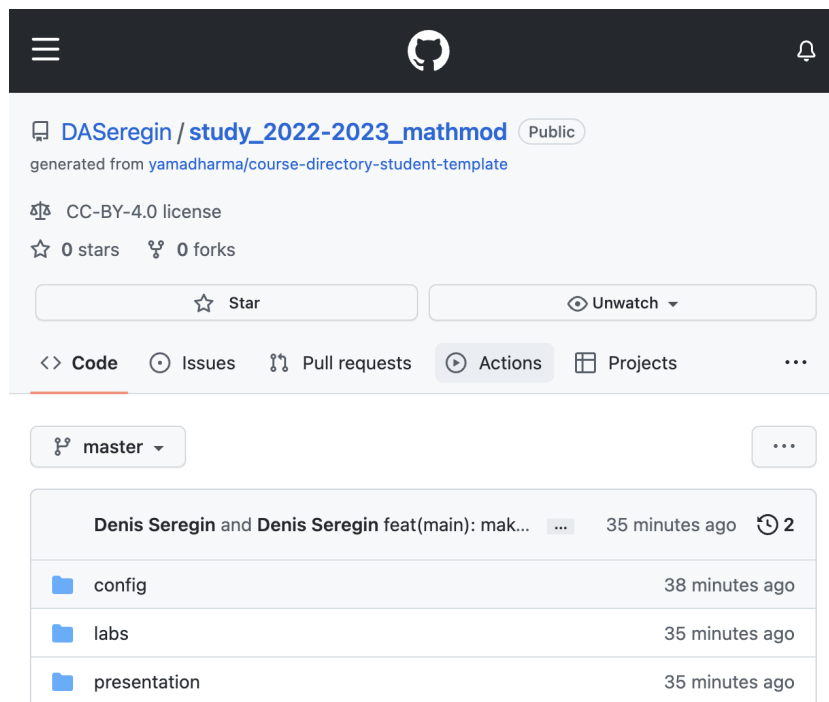 DASeregin / study_2022-2023_mathmod Public
generated from yamadharma/course-directory-student-template
CC-BY-4.0 license
0 stars 0 forks
Star Unwatch
Code Issues Pull requests Actions Projects ...
master ...
Denis Seregin and Denis Seregin feat(main): mak... ... 35 minutes ago 2
config 38 minutes ago
labs 35 minutes ago
presentation 35 minutes ago